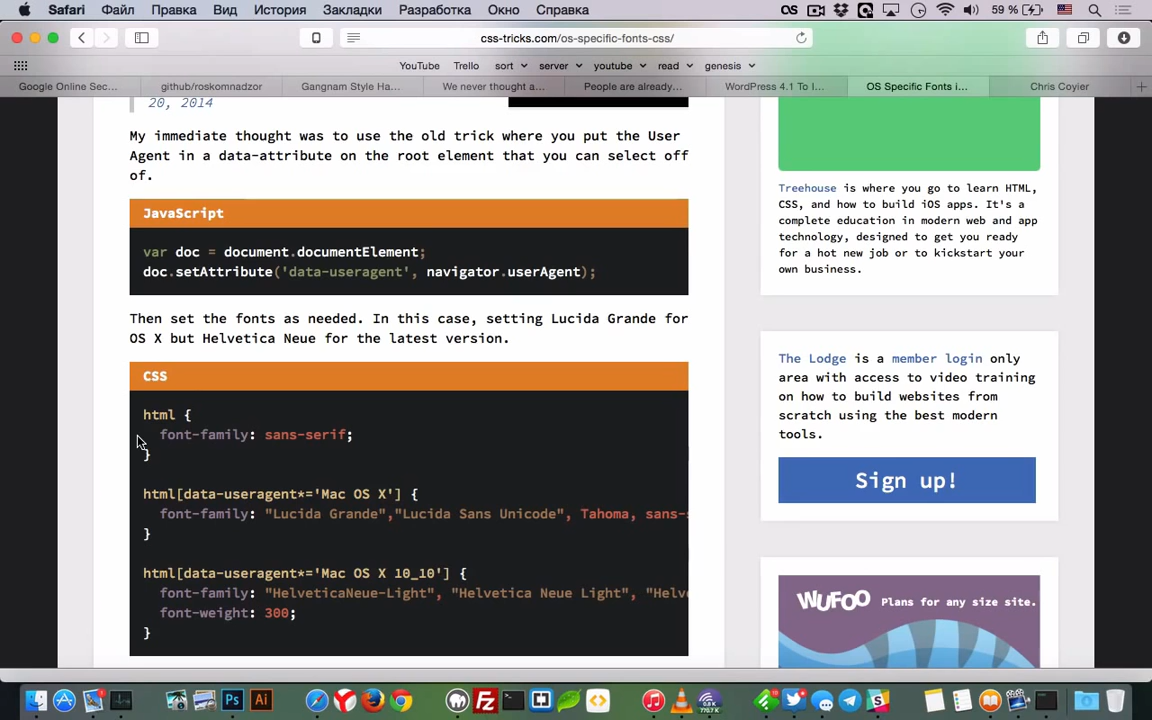 Safari Файл Правка Вид История Закладки Разработка Окно Справка OS 59 %
css-tricks.com/os-specific-fonts-css/
YouTube Trello sort server youtube read genesis
Google Online Sec... github/roskomnadzor Gangnam Style Ha... We never thought a... People are already... WordPress 4.1 To I... OS Specific Fonts i... Chris Coyier
20, 2014
My immediate thought was to use the old trick where you put the User
Agent in a data-attribute on the root element that you can select off
of.
JavaScript
var doc = document.documentElement;
doc.setAttribute('data-useragent', navigator.userAgent);
Then set the fonts as needed. In this case, setting Lucida Grande for
OS X but Helvetica Neue for the latest version.
CSS
html {
font-family: sans-serif;
}
html[data-useragent*='Mac OS X'] {
font-family: "Lucida Grande","Lucida Sans Unicode", Tahoma, sans-s
}
html[data-useragent*='Mac OS X 10_10'] {
font-family: "HelveticaNeue-Light", "Helvetica Neue Light", "Helve
font-weight: 300;
}
Treehouse is where you go to learn HTML,
CSS, and how to build iOS apps. It's a
complete education in modern web and app
technology, designed to get you ready
for a hot new job or to kickstart your
own business.
The Lodge is a member login only
area with access to video training
on how to build websites from
scratch using the best modern
tools.
Sign up!
WUFOO Plans for any size site.
Ps Ai Fz